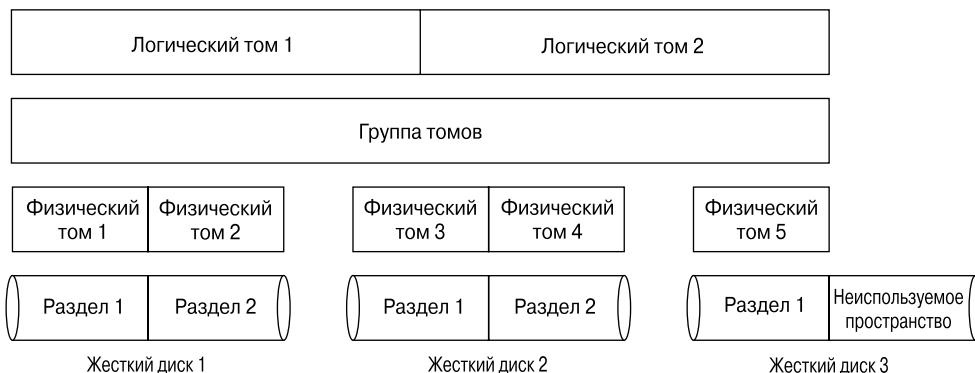 Логический том 1
Логический том 2
Группа томов
Физический
том 1
Физический
том 2
Физический
том 3
Физический
том 4
Физический
том 5
Раздел 1
Раздел 2
Раздел 1
Раздел 2
Раздел 1
Неиспользуемое
пространство
Жесткий диск 1
Жесткий диск 2
Жесткий диск 3